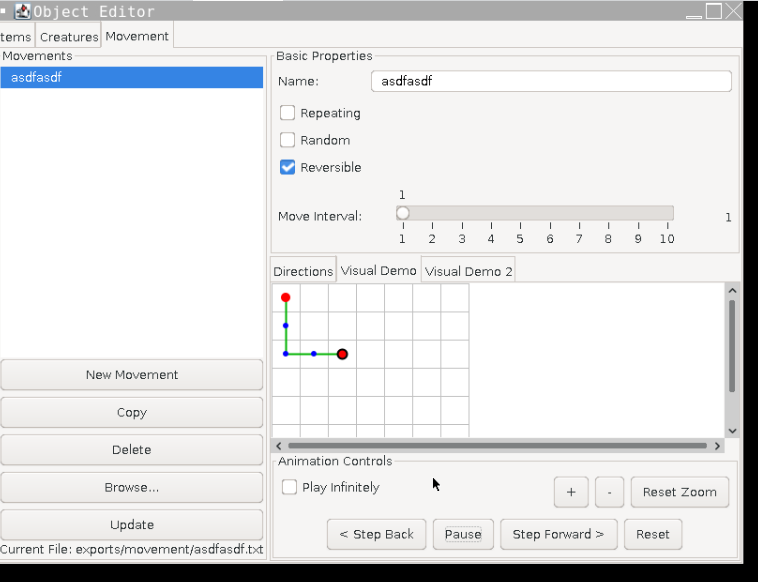 Object Editor
tems Creatures Movement
Movements
asdfasdf
New Movement
Copy
Delete
Browse...
Update
Current File: exports/movement/asdfasdf.txt
Basic Properties
Name: asdfasdf
Repeating
Random
Reversible
1
Move Interval: 1
1 2 3 4 5 6 7 8 9 10
Directions Visual Demo Visual Demo 2
Animation Controls
Play Infinitely
+ - Reset Zoom
< Step Back Pause Step Forward > Reset